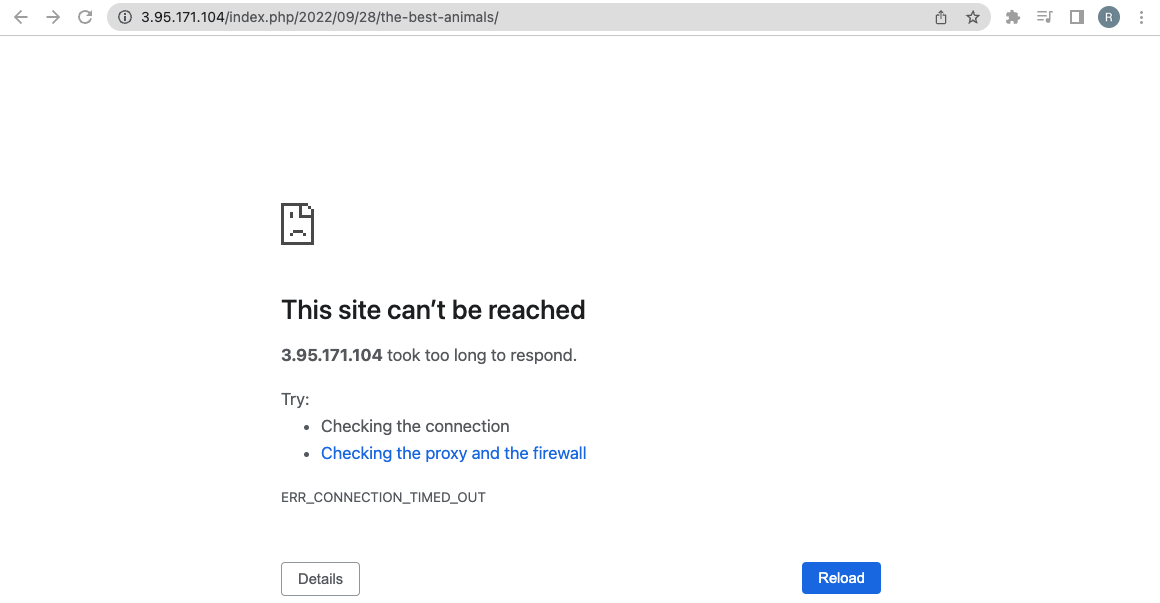 3.95.171.104/index.php/2022/09/28/the-best-animals/
R
This site can’t be reached
3.95.171.104 took too long to respond.
Try:
• Checking the connection
• Checking the proxy and the firewall
ERR_CONNECTION_TIMED_OUT
Details
Reload